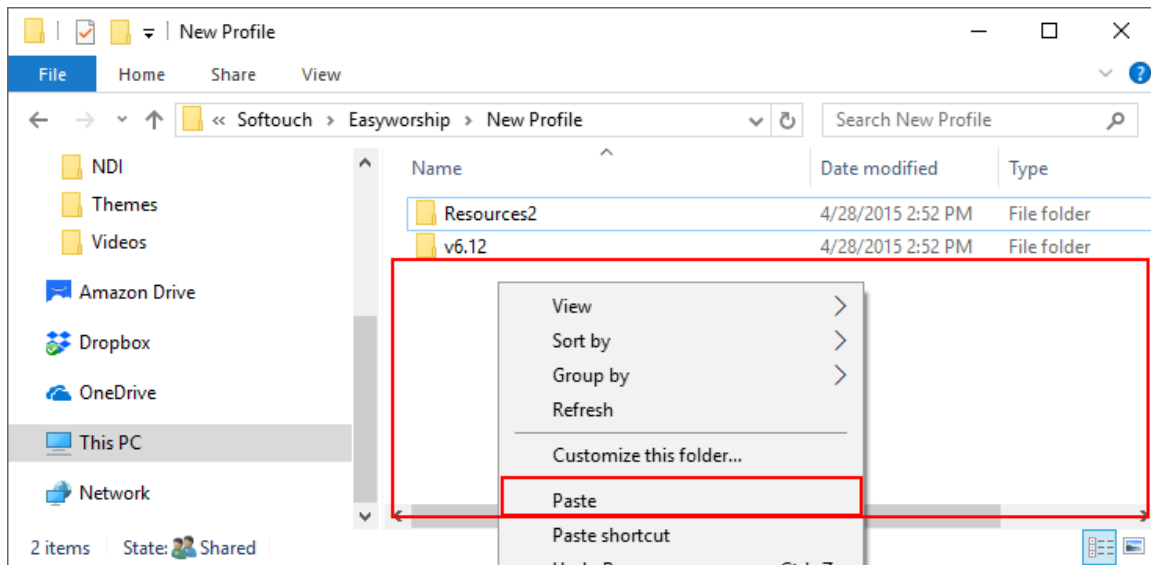 New Profile
File Home Share View
« Softouch > Easyworship > New Profile
Search New Profile
Name Date modified Type
NDI
Themes
Videos
Amazon Drive
Dropbox
OneDrive
This PC
Network
Resources2 4/28/2015 2:52 PM File folder
v6.12 4/28/2015 2:52 PM File folder
View
Sort by
Group by
Refresh
Customize this folder...
Paste
Paste shortcut
2 items State: Shared